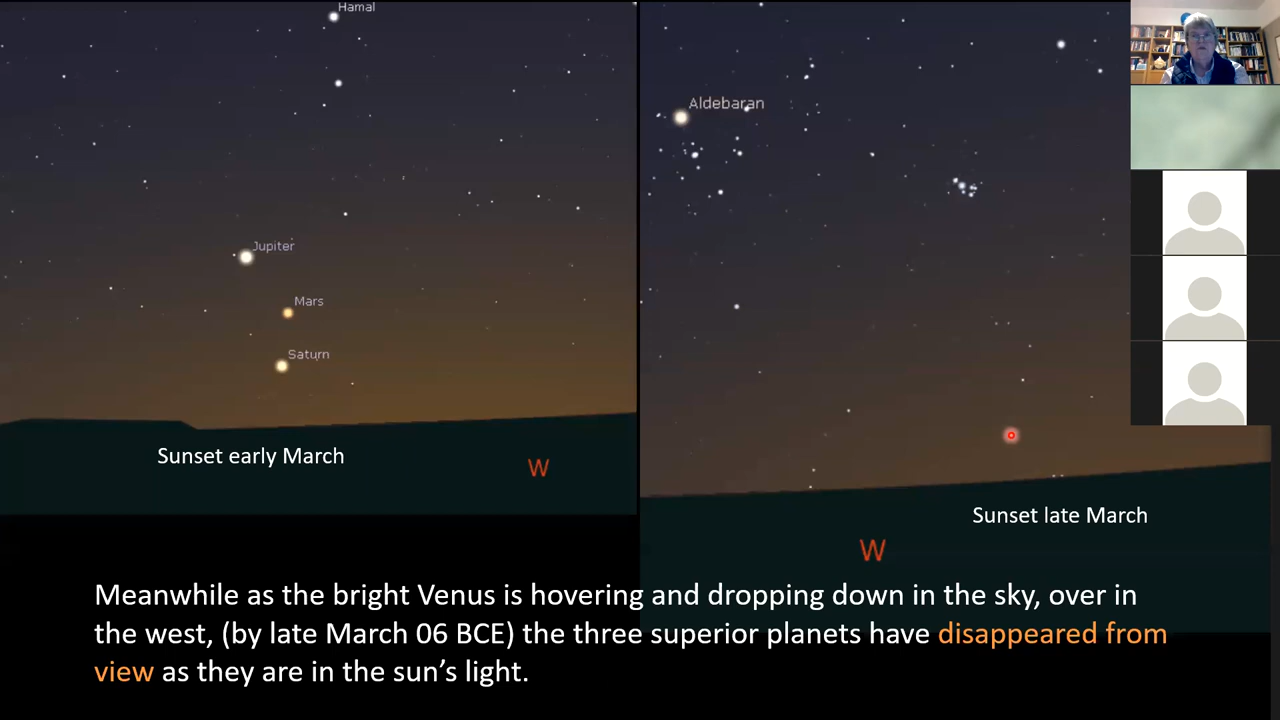 Hamal
Aldebaran
Jupiter
Mars
Saturn
Sunset early March
W
Sunset late March
W
Meanwhile as the bright Venus is hovering and dropping down in the sky, over in
the west, (by late March 06 BCE) the three superior planets have disappeared from
view as they are in the sun’s light.